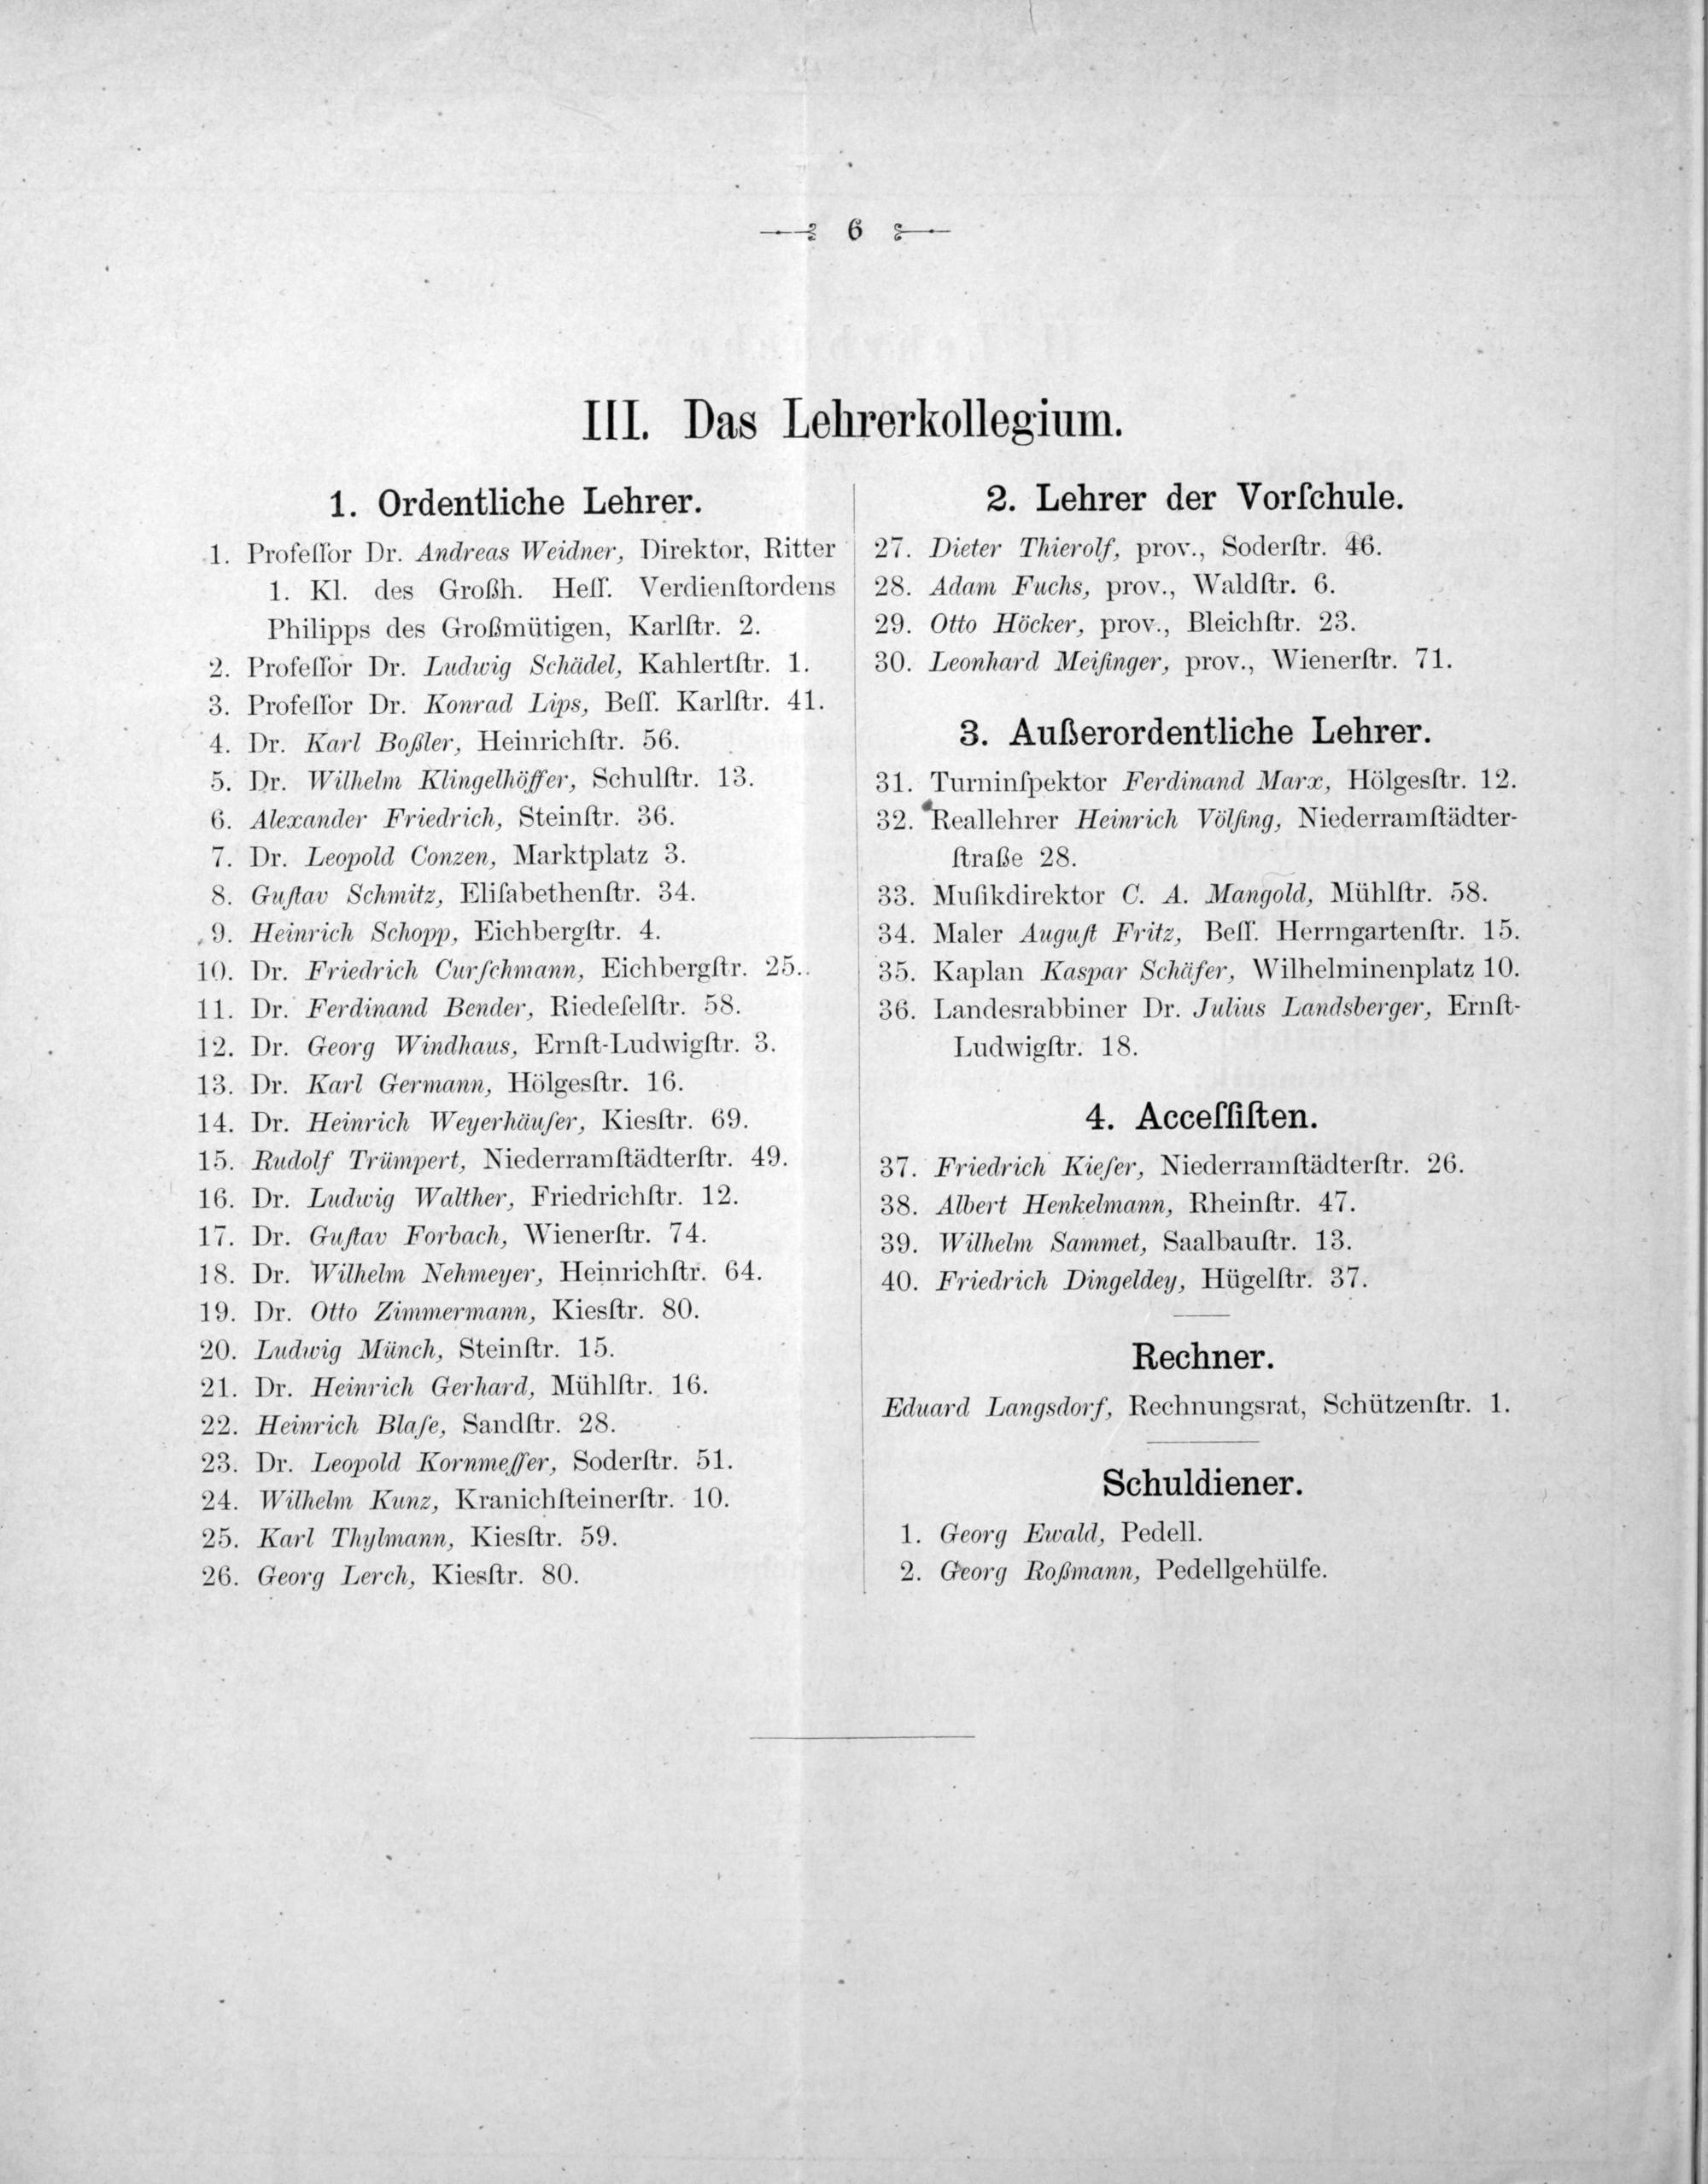 6
III. Das Lehrerkollegium.
1. Ordentliche Lehrer.
1. Profeſſor Dr. Andreas Weidner, Direktor, Ritter
1. Kl. des Großh. Heſſ. Verdienſtordens
Philipps des Großmütigen, Karlſtr. 2.
2. Profeſſor Dr. Ludwig Schädel, Kahlertſtr. 1.
3. Profeſſor Dr. Konrad Lips, Beſſ. Karlſtr. 41.
4. Dr. Karl Boßler, Heinrichſtr. 56.
5. Dr. Wilhelm Klingelhöffer, Schulſtr. 13.
6. Alexander Friedrich, Steinſtr. 36.
7. Dr. Leopold Conzen, Marktplatz 3.
8. Guſtav Schmitz, Eliſabethenſtr. 34.
9. Heinrich Schopp, Eichbergſtr. 4.
10. Dr. Friedrich Curſchmann, Eichbergſtr. 25.
11. Dr. Ferdinand Bender, Riedeſelſtr. 58.
12. Dr. Georg Windhaus, Ernſt-Ludwigſtr. 3.
13. Dr. Karl Germann, Hölgesſtr. 16.
14. Dr. Heinrich Weyerhäuſer, Kiesſtr. 69.
15. Rudolf Trümpert, Niederramſtädterſtr. 49.
16. Dr. Ludwig Walther, Friedrichſtr. 12.
17. Dr. Guſtav Forbach, Wienerſtr. 74.
18. Dr. Wilhelm Nehmeyer, Heinrichſtr. 64.
19. Dr. Otto Zimmermann, Kiesſtr. 80.
20. Ludwig Münch, Steinſtr. 15.
21. Dr. Heinrich Gerhard, Mühlſtr. 16.
22. Heinrich Blaſe, Sandſtr. 28.
23. Dr. Leopold Kornmeſſer, Soderſtr. 51.
24. Wilhelm Kunz, Kranichſteinerſtr. 10.
25. Karl Thylmann, Kiesſtr. 59.
26. Georg Lerch, Kiesſtr. 80.
2. Lehrer der Vorſchule.
27. Dieter Thierolf, prov., Soderſtr. 46.
28. Adam Fuchs, prov., Waldſtr. 6.
29. Otto Höcker, prov., Bleichſtr. 23.
30. Leonhard Meiſinger, prov., Wienerſtr. 71.
3. Außerordentliche Lehrer.
31. Turninſpektor Ferdinand Marx, Hölgesſtr. 12.
32. Reallehrer Heinrich Völſing, Niederramſtädter-
ſtraße 28.
33. Muſikdirektor C. A. Mangold, Mühlſtr. 58.
34. Maler Auguſt Fritz, Beſſ. Herrngartenſtr. 15.
35. Kaplan Kaspar Schäfer, Wilhelminenplatz 10.
36. Landesrabbiner Dr. Julius Landsberger, Ernſt-
Ludwigſtr. 18.
4. Acceſſiſten.
37. Friedrich Kieſer, Niederramſtädterſtr. 26.
38. Albert Henkelmann, Rheinſtr. 47.
39. Wilhelm Sammet, Saalbauſtr. 13.
40. Friedrich Dingeldey, Hügelſtr. 37.
Rechner.
Eduard Langsdorf, Rechnungsrat, Schützenſtr. 1.
Schuldiener.
1. Georg Ewald, Pedell.
2. Georg Roßmann, Pedellgehülfe.